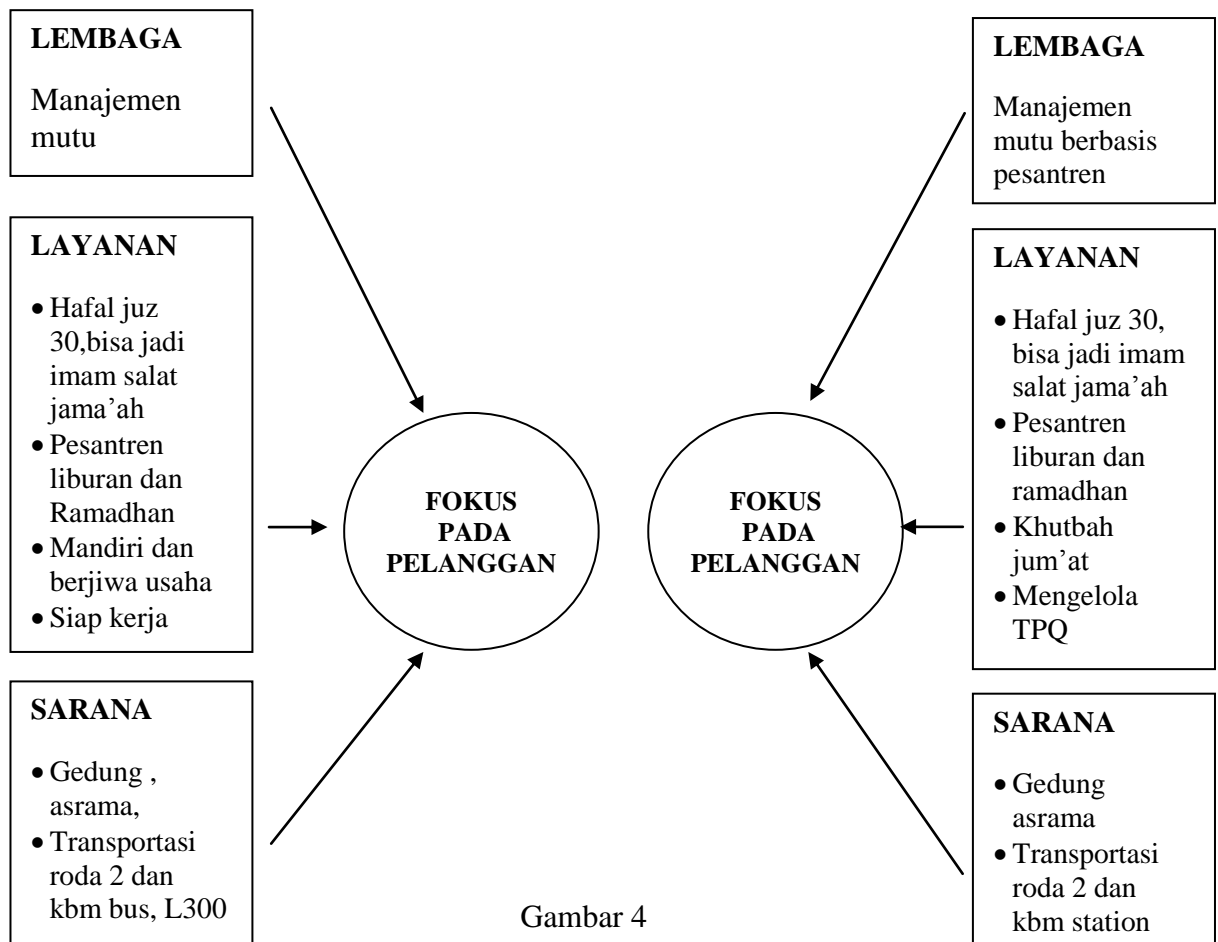 LEMBAGA
Manajemen
mutu
LAYANAN
• Hafal juz
30,bisa jadi
imam salat
jama’ah
• Pesantren
liburan dan
Ramadhan
• Mandiri dan
berjiwa usaha
• Siap kerja
SARANA
• Gedung ,
asrama,
• Transportasi
roda 2 dan
kbm bus, L300
FOKUS
PADA
PELANGGAN
FOKUS
PADA
PELANGGAN
LEMBAGA
Manajemen
mutu berbasis
pesantren
LAYANAN
• Hafal juz 30,
bisa jadi imam
salat jama’ah
• Pesantren
liburan dan
ramadhan
• Khutbah
jum’at
• Mengelola
TPQ
SARANA
• Gedung
asrama
• Transportasi
roda 2 dan
kbm station
Gambar 4